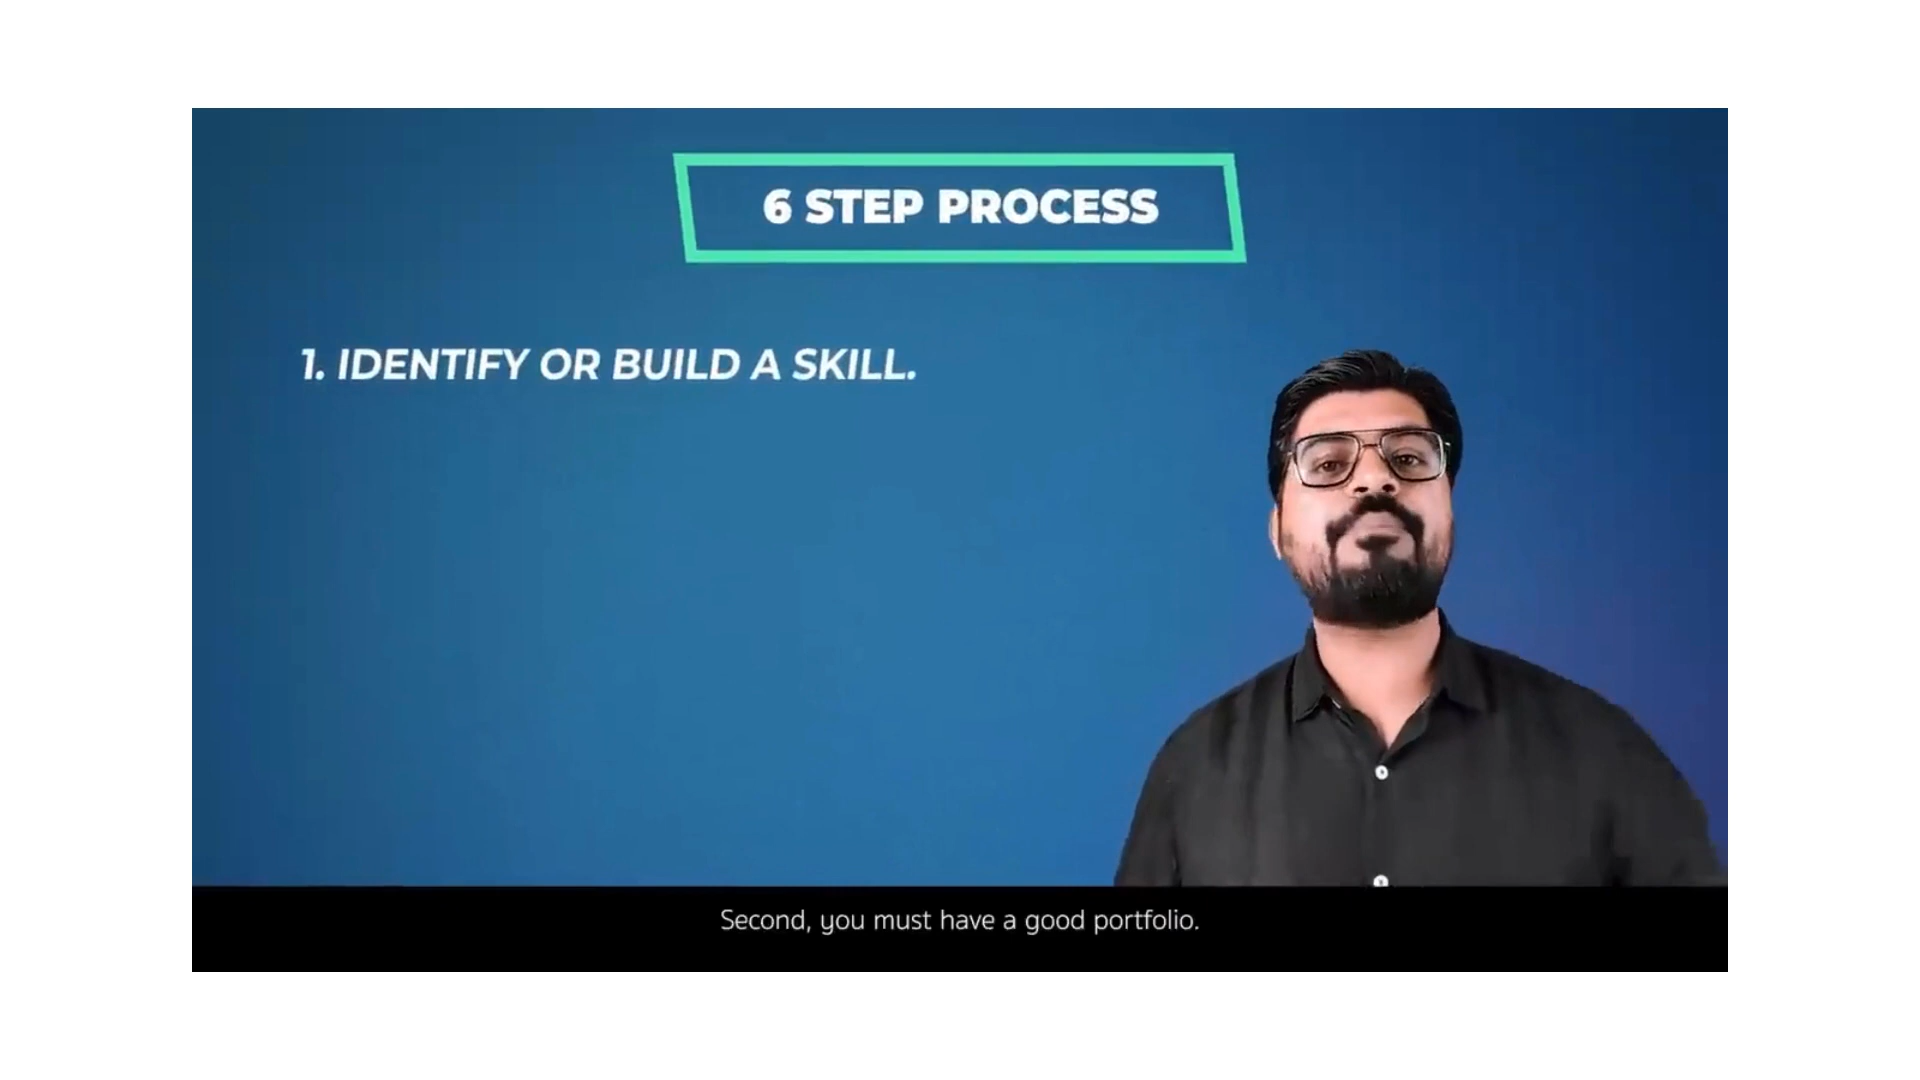 6 STEP PROCESS
1. IDENTIFY OR BUILD A SKILL.
Second, you must have a good portfolio.